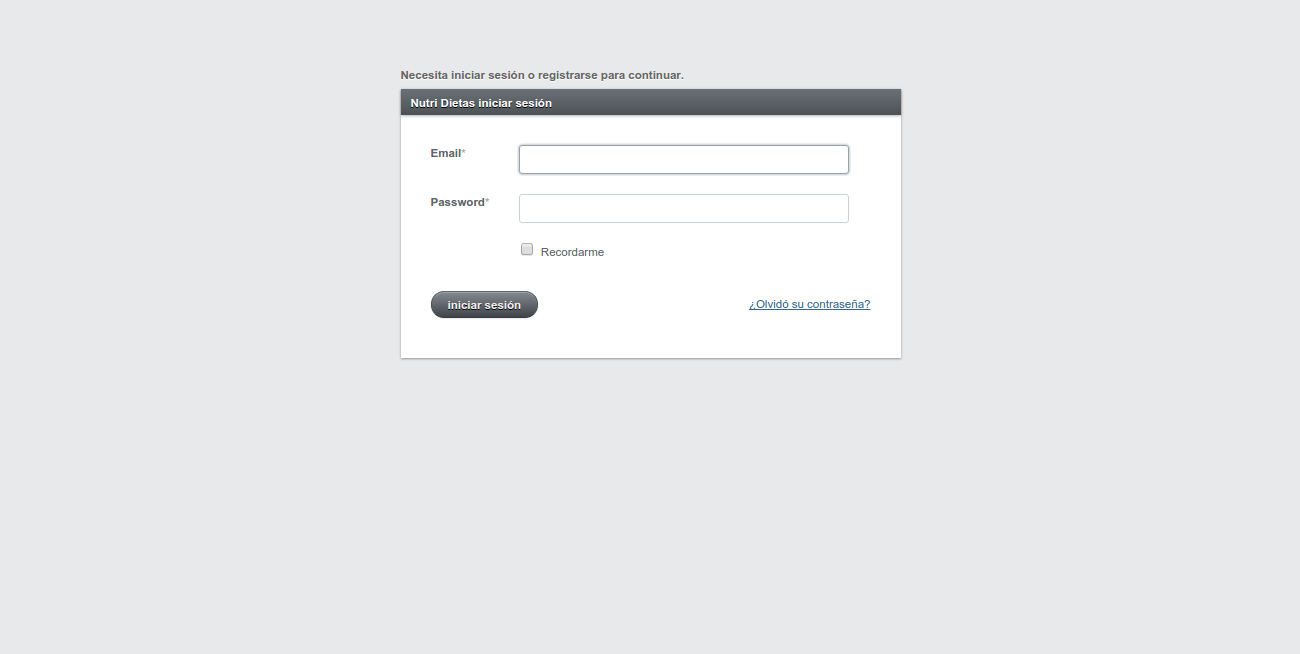 Necesita iniciar sesión o registrarse para continuar.
Nutri Dietas iniciar sesión
Email*
Password*
Recordarme
iniciar sesión
¿Olvidó su contraseña?